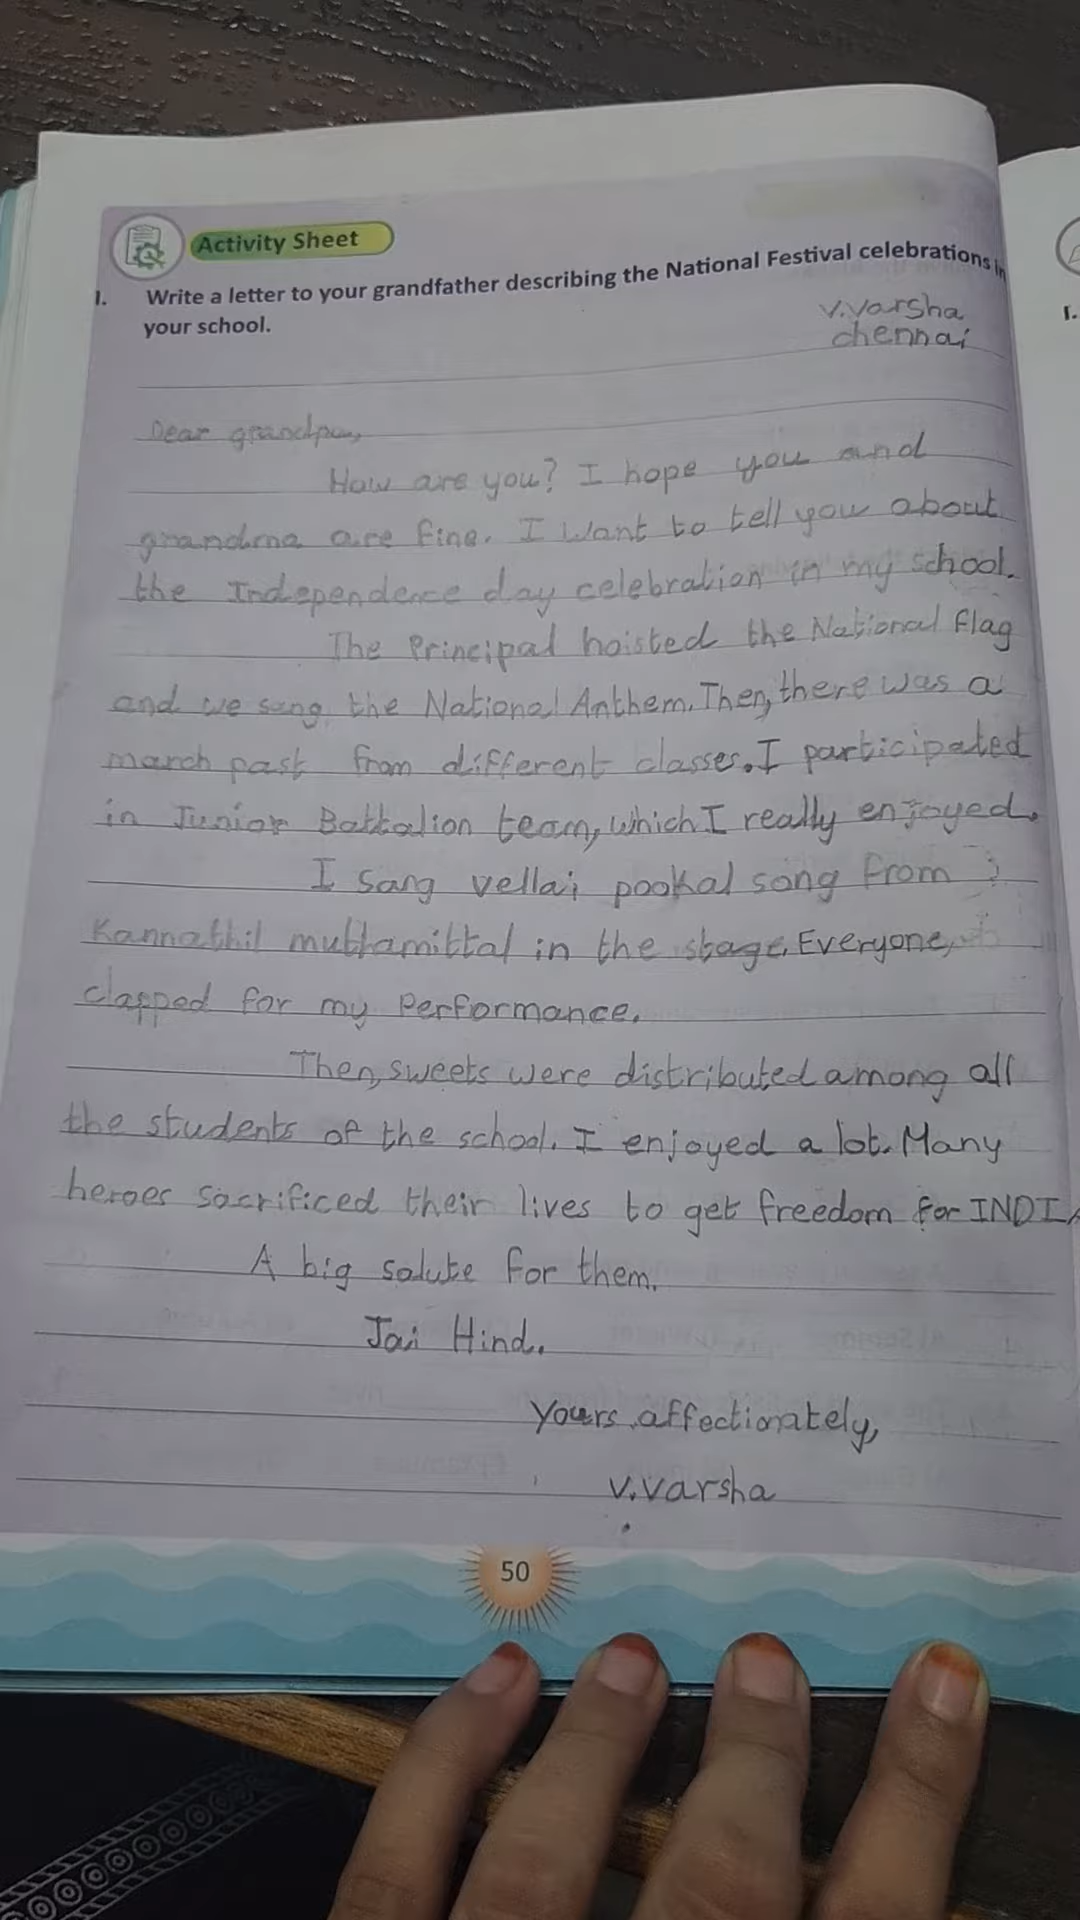 Activity Sheet
I. Write a letter to your grandfather describing the National Festival celebrations in
your school.
V.Varsha
chennai
Dear grandpa,
How are you? I hope you and
grandma are fine. I want to tell you about
the Independence day celebration in my school.
The Principal hoisted the National Flag
and we sang the National Anthem. Then, there was a
march past from different classes. I participated
in Junior Battalion team, which I really enjoyed.
I sang vellai pookal song from
Kannathil muthamittal in the stage. Everyone,
clapped for my Performance.
Then, sweets were distributed among all
the students of the school. I enjoyed a lot. Many
heroes sacrificed their lives to get freedom for INDIA
A big salute for them.
Jai Hind.
Yours affectionately,
V.Varsha
50
I.